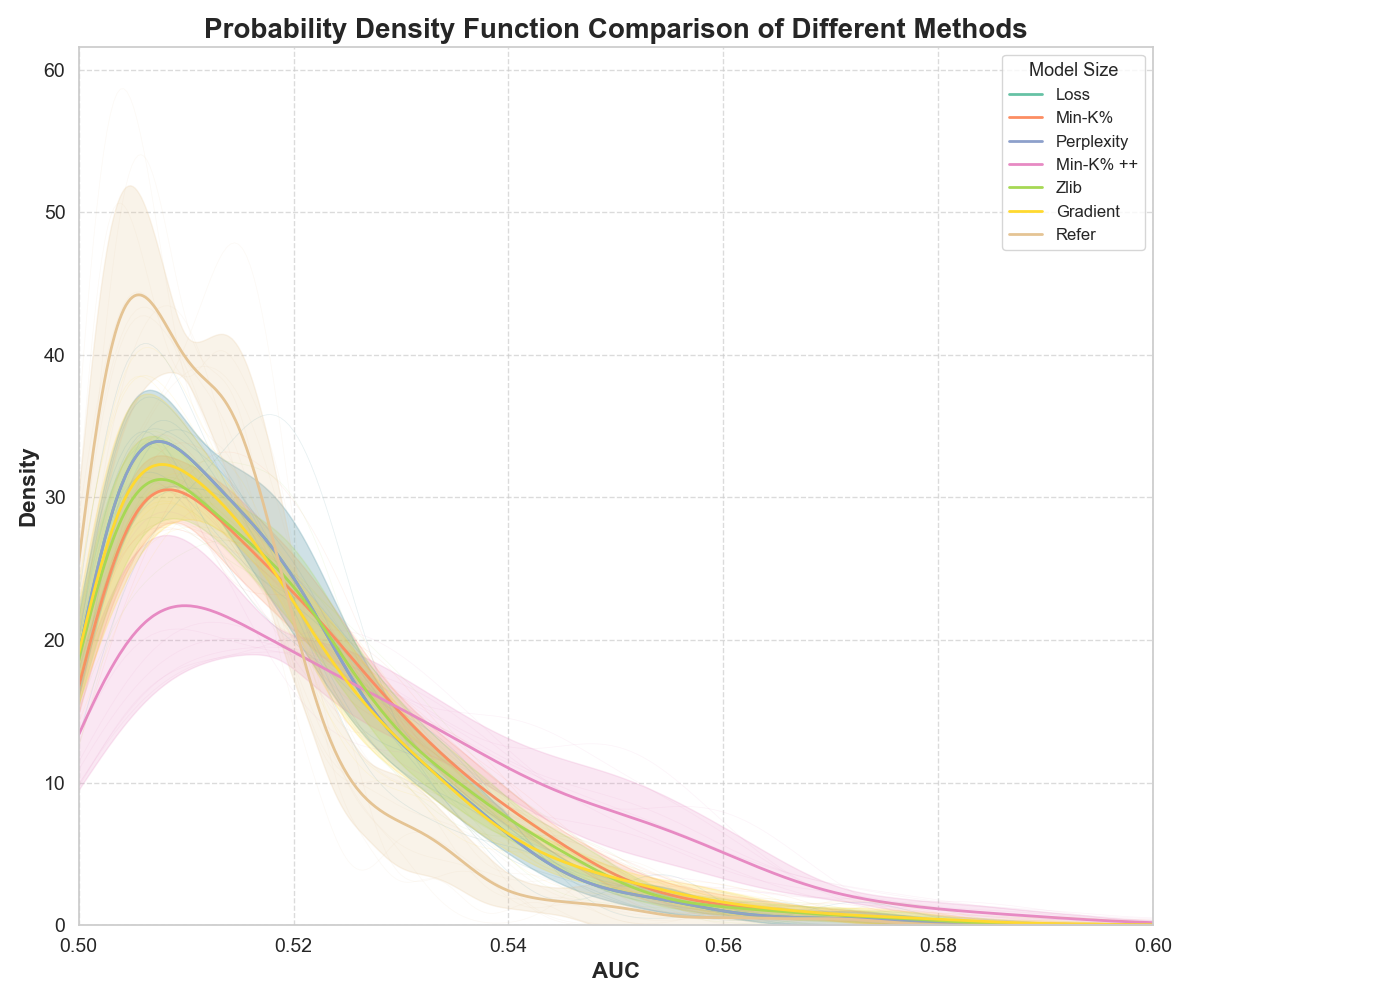 Probability Density Function Comparison of Different Methods
Model Size
Loss
Min-K%
Perplexity
Min-K% ++
Zlib
Gradient
Refer
Density
60
50
40
30
20
10
0
0.50 0.52 0.54 0.56 0.58 0.60
AUC